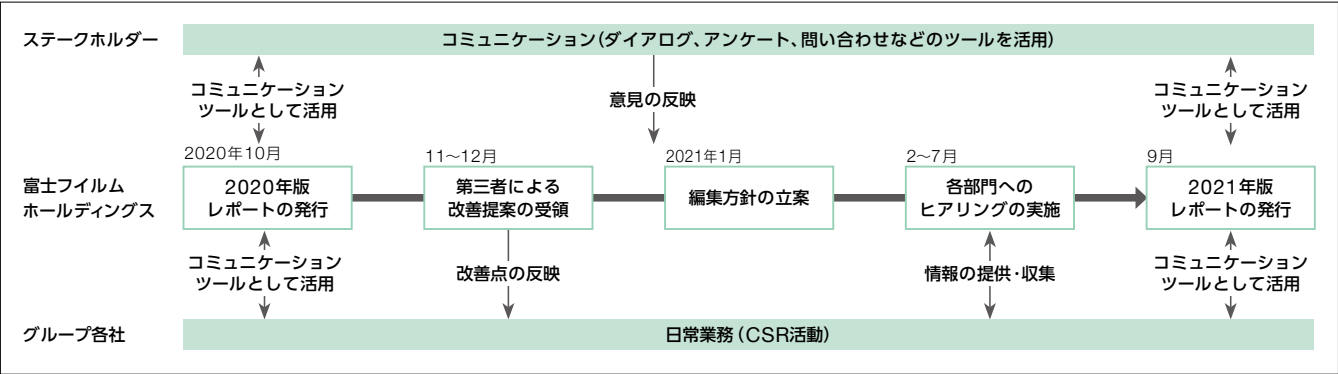 ステークホルダー
コミュニケーション(ダイアログ、アンケート、問い合わせなどのツールを活用)
コミュニケーション
ツールとして活用
意見の反映
コミュニケーション
ツールとして活用
富士フイルム
ホールディングス
2020年10月
2020年版
レポートの発行
11~12月
第三者による
改善提案の受領
2021年1月
編集方針の立案
2~7月
各部門への
ヒアリングの実施
9月
2021年版
レポートの発行
コミュニケーション
ツールとして活用
改善点の反映
情報の提供・収集
コミュニケーション
ツールとして活用
グループ各社
日常業務(CSR活動)